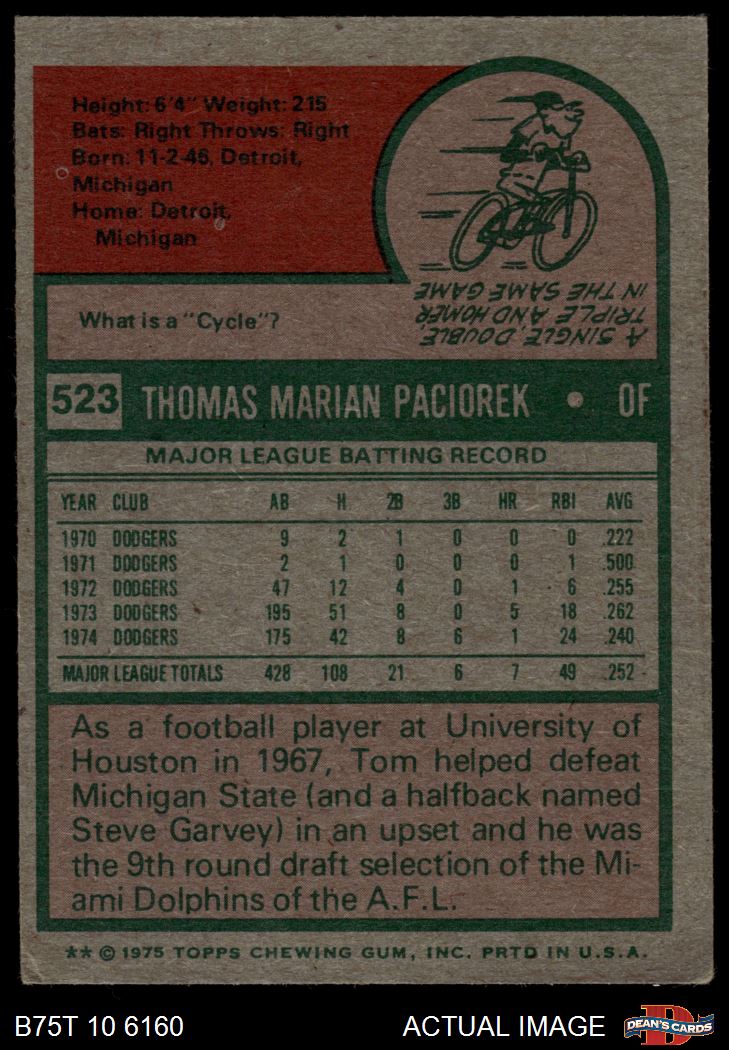 Height: 6'4" Weight: 215
Bats: Right Throws: Right
Born: 11-2-46, Detroit,
Michigan
Home: Detroit,
Michigan
What is a "Cycle"?
A SINGLE, DOUBLE,
TRIPLE AND HOMER
IN THE SAME GAME
523 THOMAS MARIAN PACIOREK • OF
MAJOR LEAGUE BATTING RECORD
YEAR CLUB AB H 2B 3B HR RBI AVG
1970 DODGERS 9 2 1 0 0 0 .222
1971 DODGERS 2 1 0 0 0 1 .500
1972 DODGERS 47 12 4 0 1 6 .255
1973 DODGERS 195 51 8 0 5 18 .262
1974 DODGERS 175 42 8 6 1 24 .240
MAJOR LEAGUE TOTALS 428 108 21 6 7 49 .252
As a football player at University of
Houston in 1967, Tom helped defeat
Michigan State (and a halfback named
Steve Garvey) in an upset and he was
the 9th round draft selection of the Mi-
ami Dolphins of the A.F.L.
** © 1975 TOPPS CHEWING GUM, INC. PRTD IN U.S.A.
B75T 10 6160 ACTUAL IMAGE DEAN'S CARDS